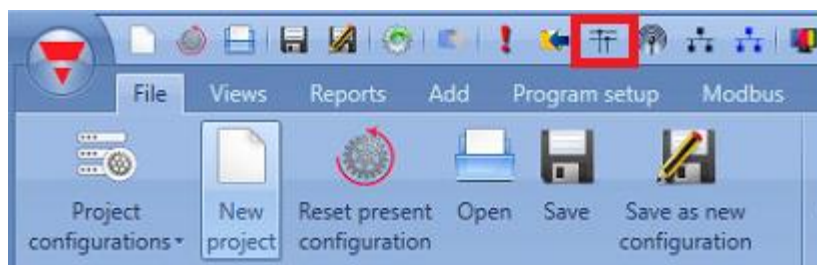 File Views Reports Add Program setup Modbus
Project New Reset present Open Save Save as new
configurations project configuration configuration